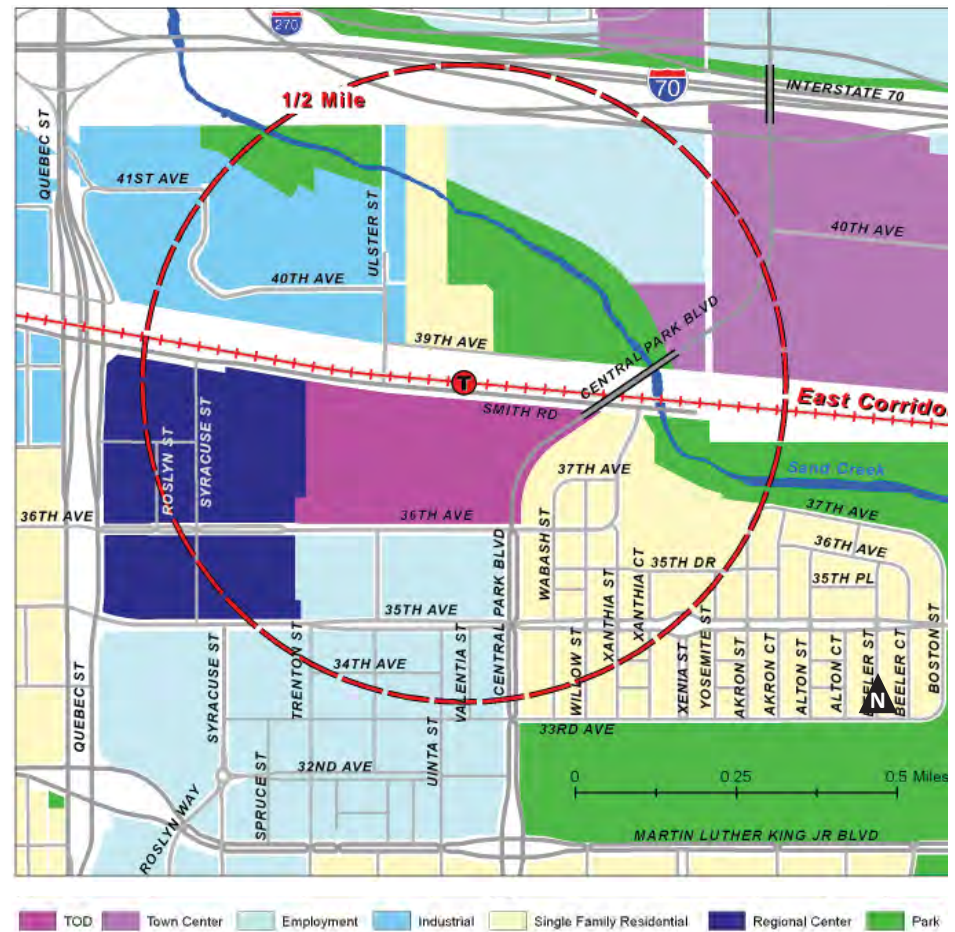 270
1/2 Mile
70
INTERSTATE 70
QUEBEC ST
41ST AVE
ULSTER ST
40TH AVE
40TH AVE
39TH AVE
CENTRAL PARK BLVD
T
East Corrido
SMITH RD
ROSLYN ST
SYRACUSE ST
37TH AVE
Sand Creek
36TH AVE
36TH AVE
37TH AVE
36TH AVE
WABASH ST
CENTRAL PARK BLVD
35TH DR
35TH PL
XANTHIA ST
XANTHIA CT
35TH AVE
34TH AVE
QUEBEC ST
SYRACUSE ST
TRENTON ST
VALENTIA ST
WILLOW ST
XENIA ST
YOSEMITE ST
AKRON ST
AKRON CT
ALTON ST
ALTON CT
BEELER ST
BEELER CT
BOSTON ST
N
33RD AVE
32ND AVE
UINTA ST
SPRUCE ST
ROSLYN WAY
0 0.25 0.5 Miles
MARTIN LUTHER KING JR BLVD
TOD Town Center Employment Industrial Single Family Residential Regional Center Park